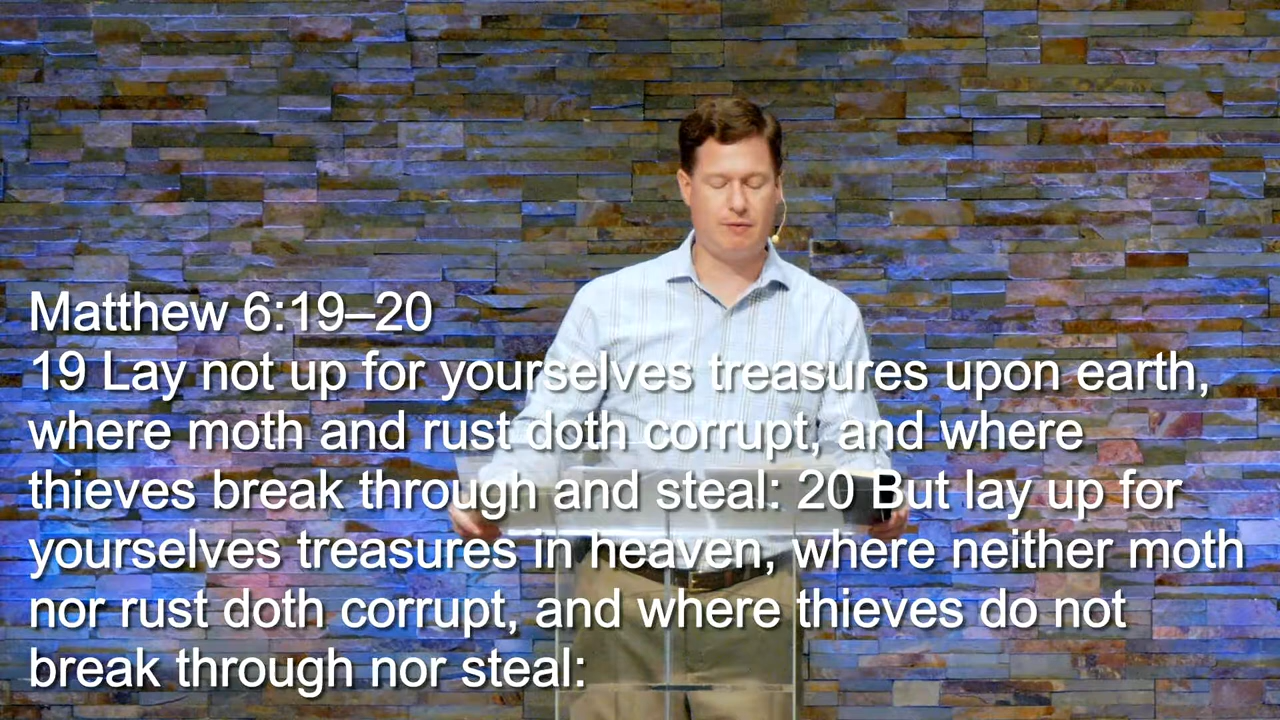 Matthew 6:19–20
19 Lay not up for yourselves treasures upon earth,
where moth and rust doth corrupt, and where
thieves break through and steal: 20 But lay up for
yourselves treasures in heaven, where neither moth
nor rust doth corrupt, and where thieves do not
break through nor steal: